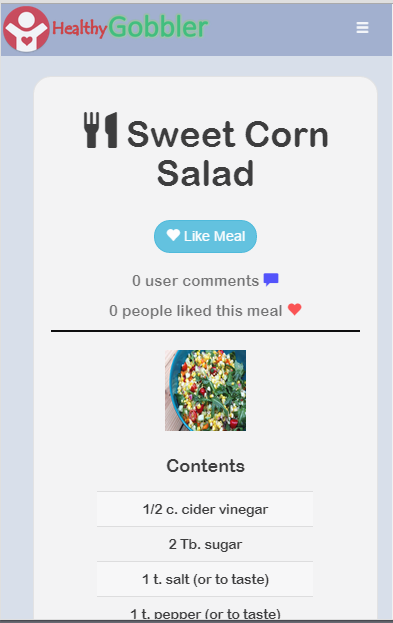 HealthyGobbler
Sweet Corn
Salad
Like Meal
0 user comments
0 people liked this meal
Contents
1/2 c. cider vinegar
2 Tb. sugar
1 t. salt (or to taste)
1 t. pepper (or to taste)